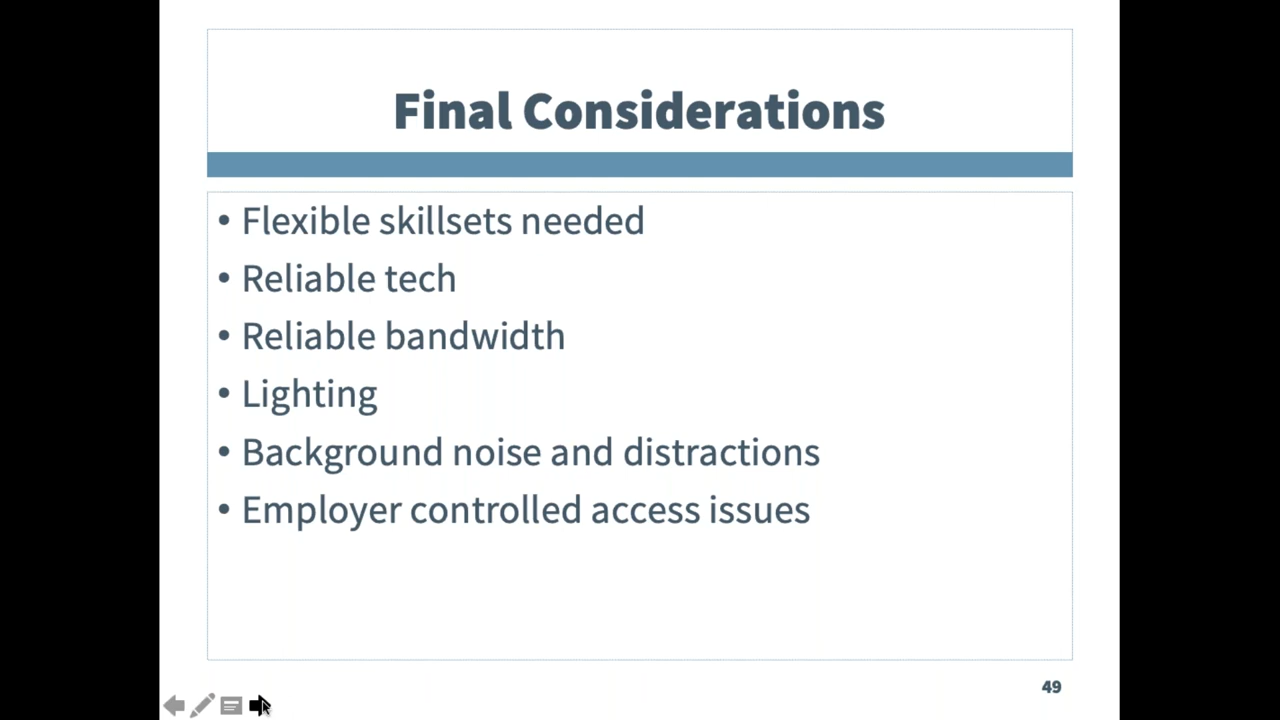 Final Considerations
• Flexible skillsets needed
• Reliable tech
• Reliable bandwidth
• Lighting
• Background noise and distractions
• Employer controlled access issues
49